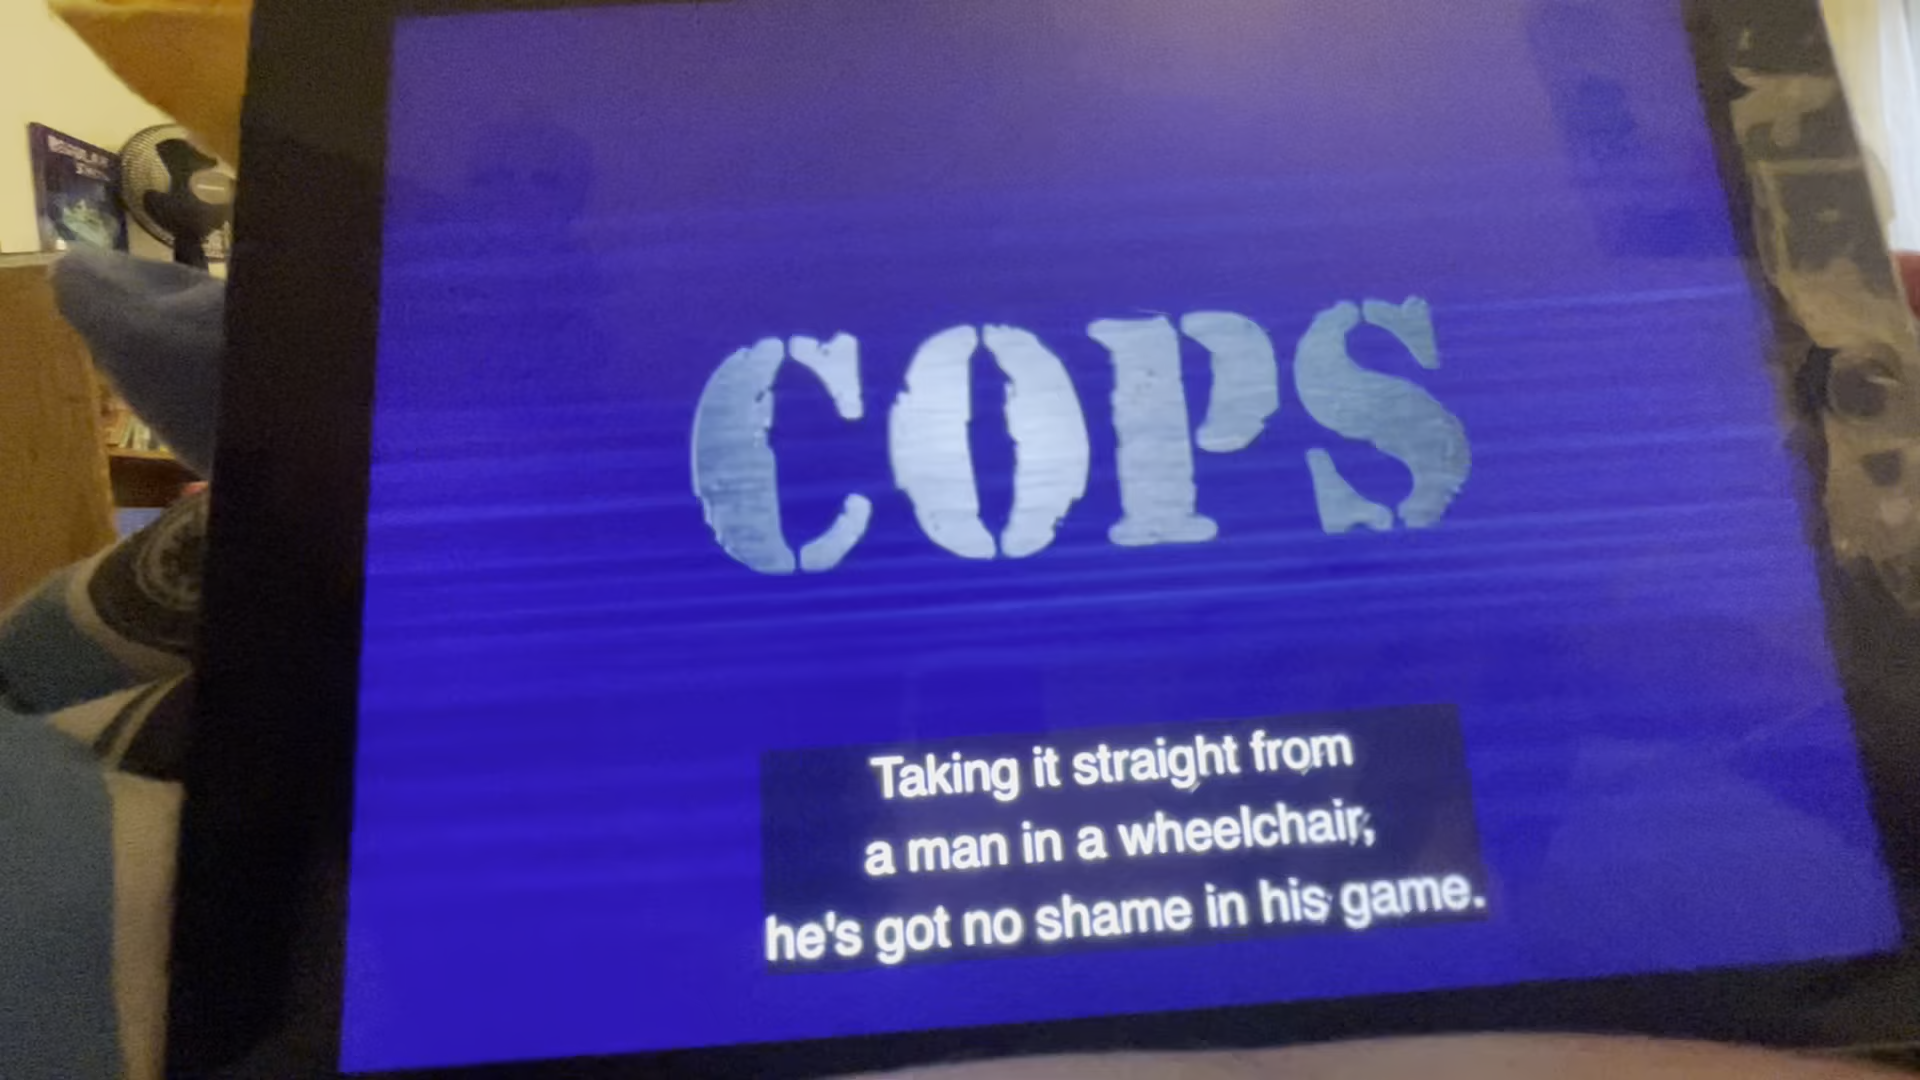 COPS
Taking it straight from
a man in a wheelchair,
he's got no shame in his game.